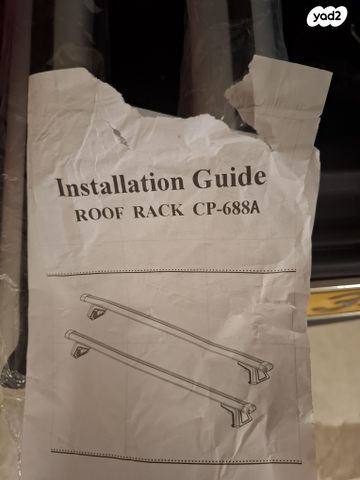 yad2
Installation Guide
ROOF RACK CP-688A